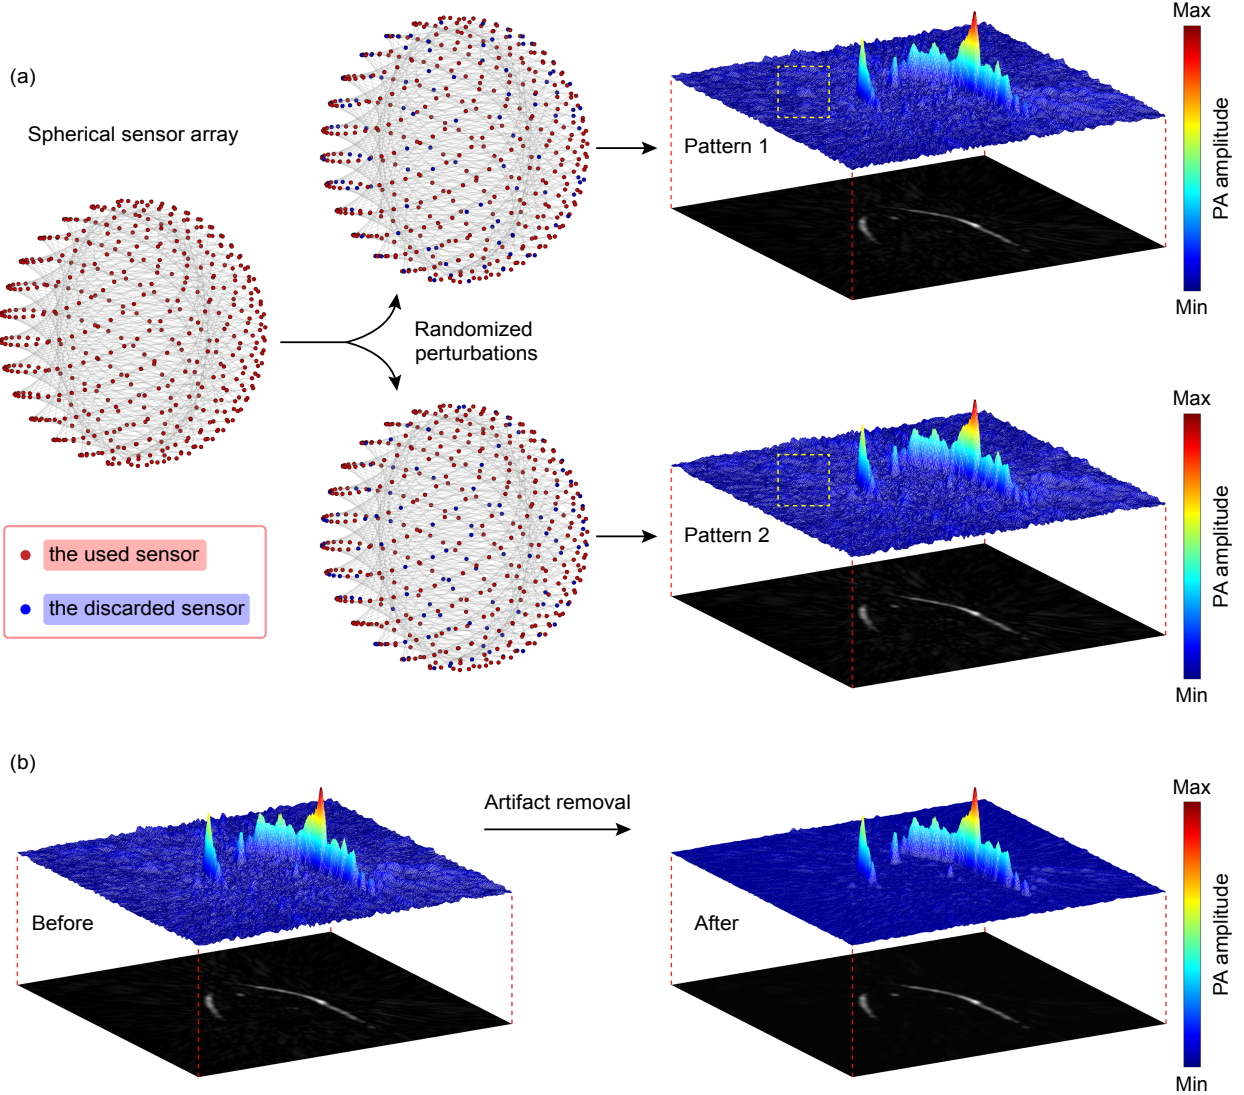 (a)
Spherical sensor array
Randomized
perturbations
the used sensor
the discarded sensor
Pattern 1
Max
PA amplitude
Min
Pattern 2
Max
PA amplitude
Min
(b)
Before
Artifact removal
After
Max
PA amplitude
Min